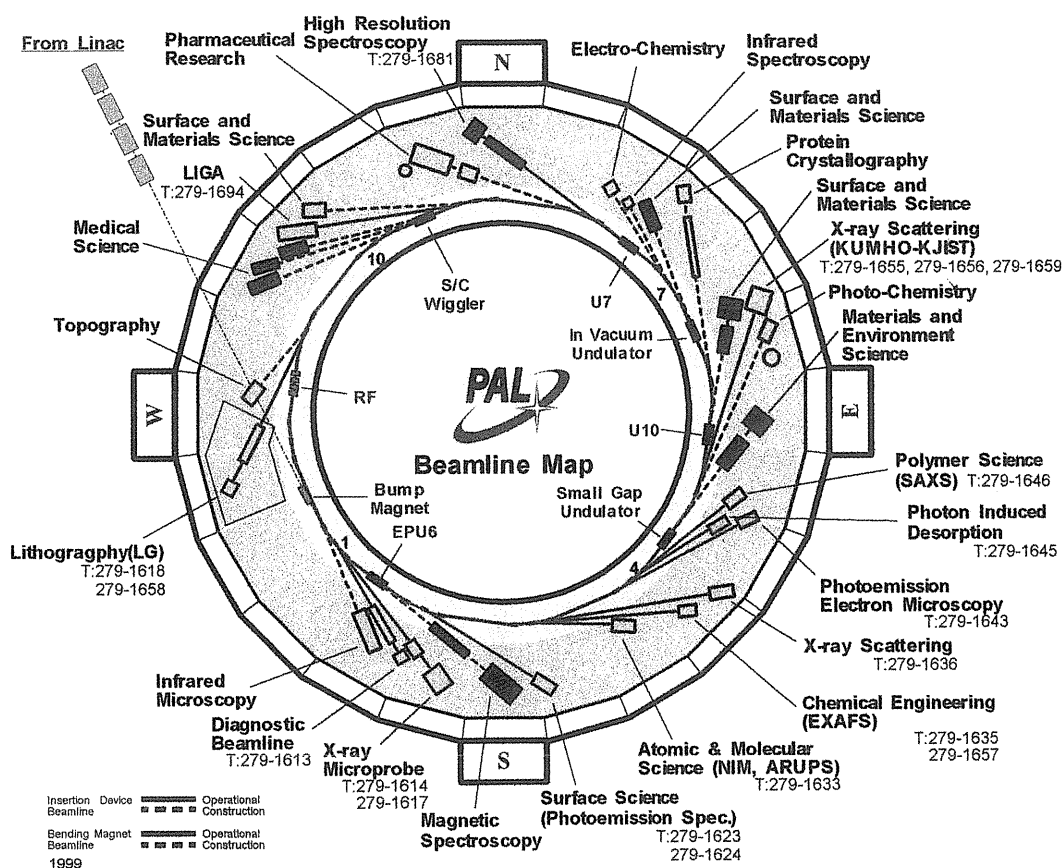 From Linac
High Resolution
Spectroscopy
T:279-1681
Pharmaceutical
Research
Surface and
Materials Science
LIGA
T:279-1694
Medical
Science
Topography
N
Electro-Chemistry
Infrared
Spectroscopy
Surface and
Materials Science
Protein
Crystallography
Surface and
Materials Science
X-ray Scattering
(KUMHO-KJIST)
T:279-1655, 279-1656, 279-1659
Photo-Chemistry
Materials and
Environment
Science
10
S/C
Wiggler
U7
7
In Vacuum
Undulator
RF
PAL
Beamline Map
U10
W
E
Bump
Magnet
EPU6
Small Gap
Undulator
1
4
Polymer Science
(SAXS) T:279-1646
Photon Induced
Desorption
T:279-1645
Photoemission
Electron Microscopy
T:279-1643
X-ray Scattering
T:279-1636
Chemical Engineering
(EXAFS)
T:279-1635
279-1657
Lithogragphy(LG)
T:279-1618
279-1658
Infrared
Microscopy
Diagnostic
Beamline
T:279-1613
X-ray
Microprobe
T:279-1614
279-1617
S
Magnetic
Spectroscopy
Surface Science
(Photoemission Spec.)
T:279-1623
279-1624
Atomic & Molecular
Science (NIM, ARUPS)
T:279-1633
Insertion Device Operational
Beamline Construction
Bending Magnet Operational
Beamline Construction
1999